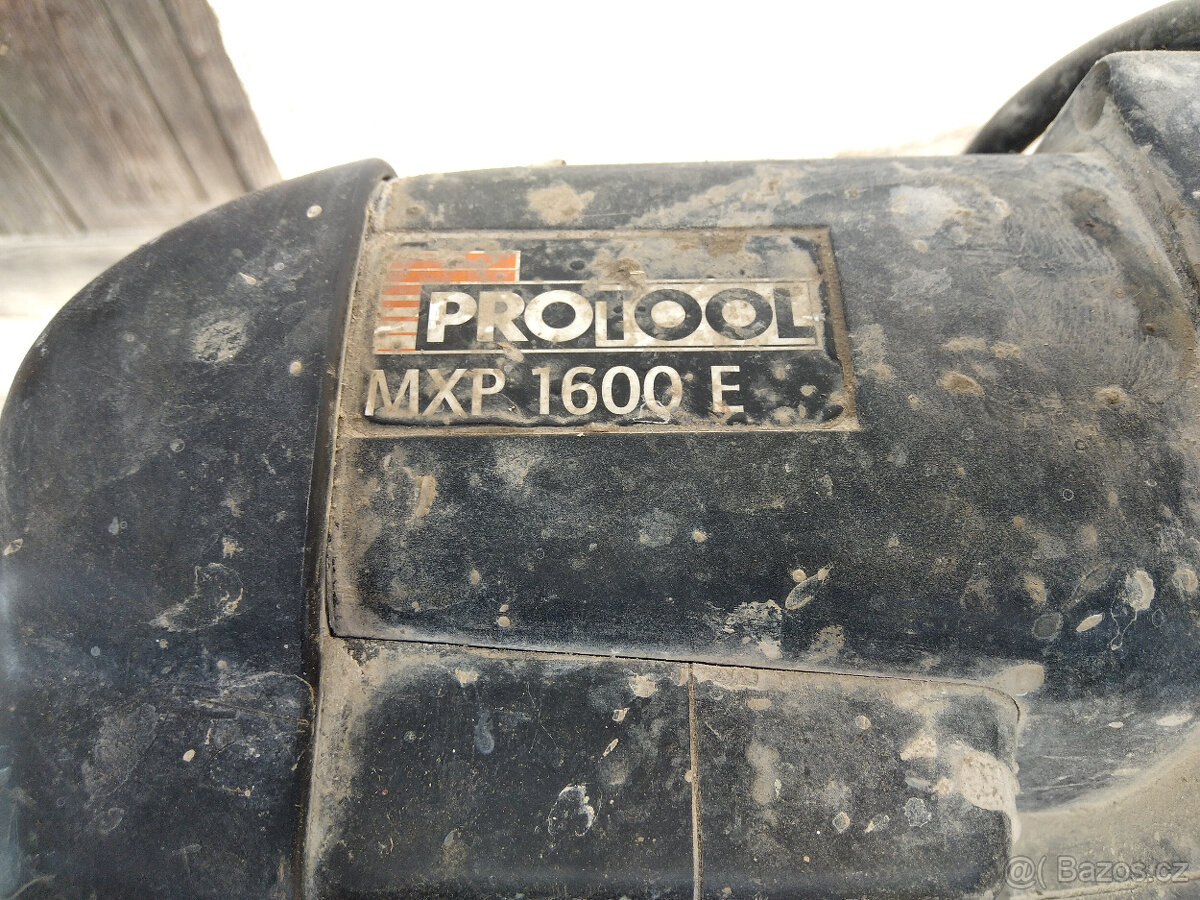 PROTOOL
MXP 1600 E
@( Bazos.cz